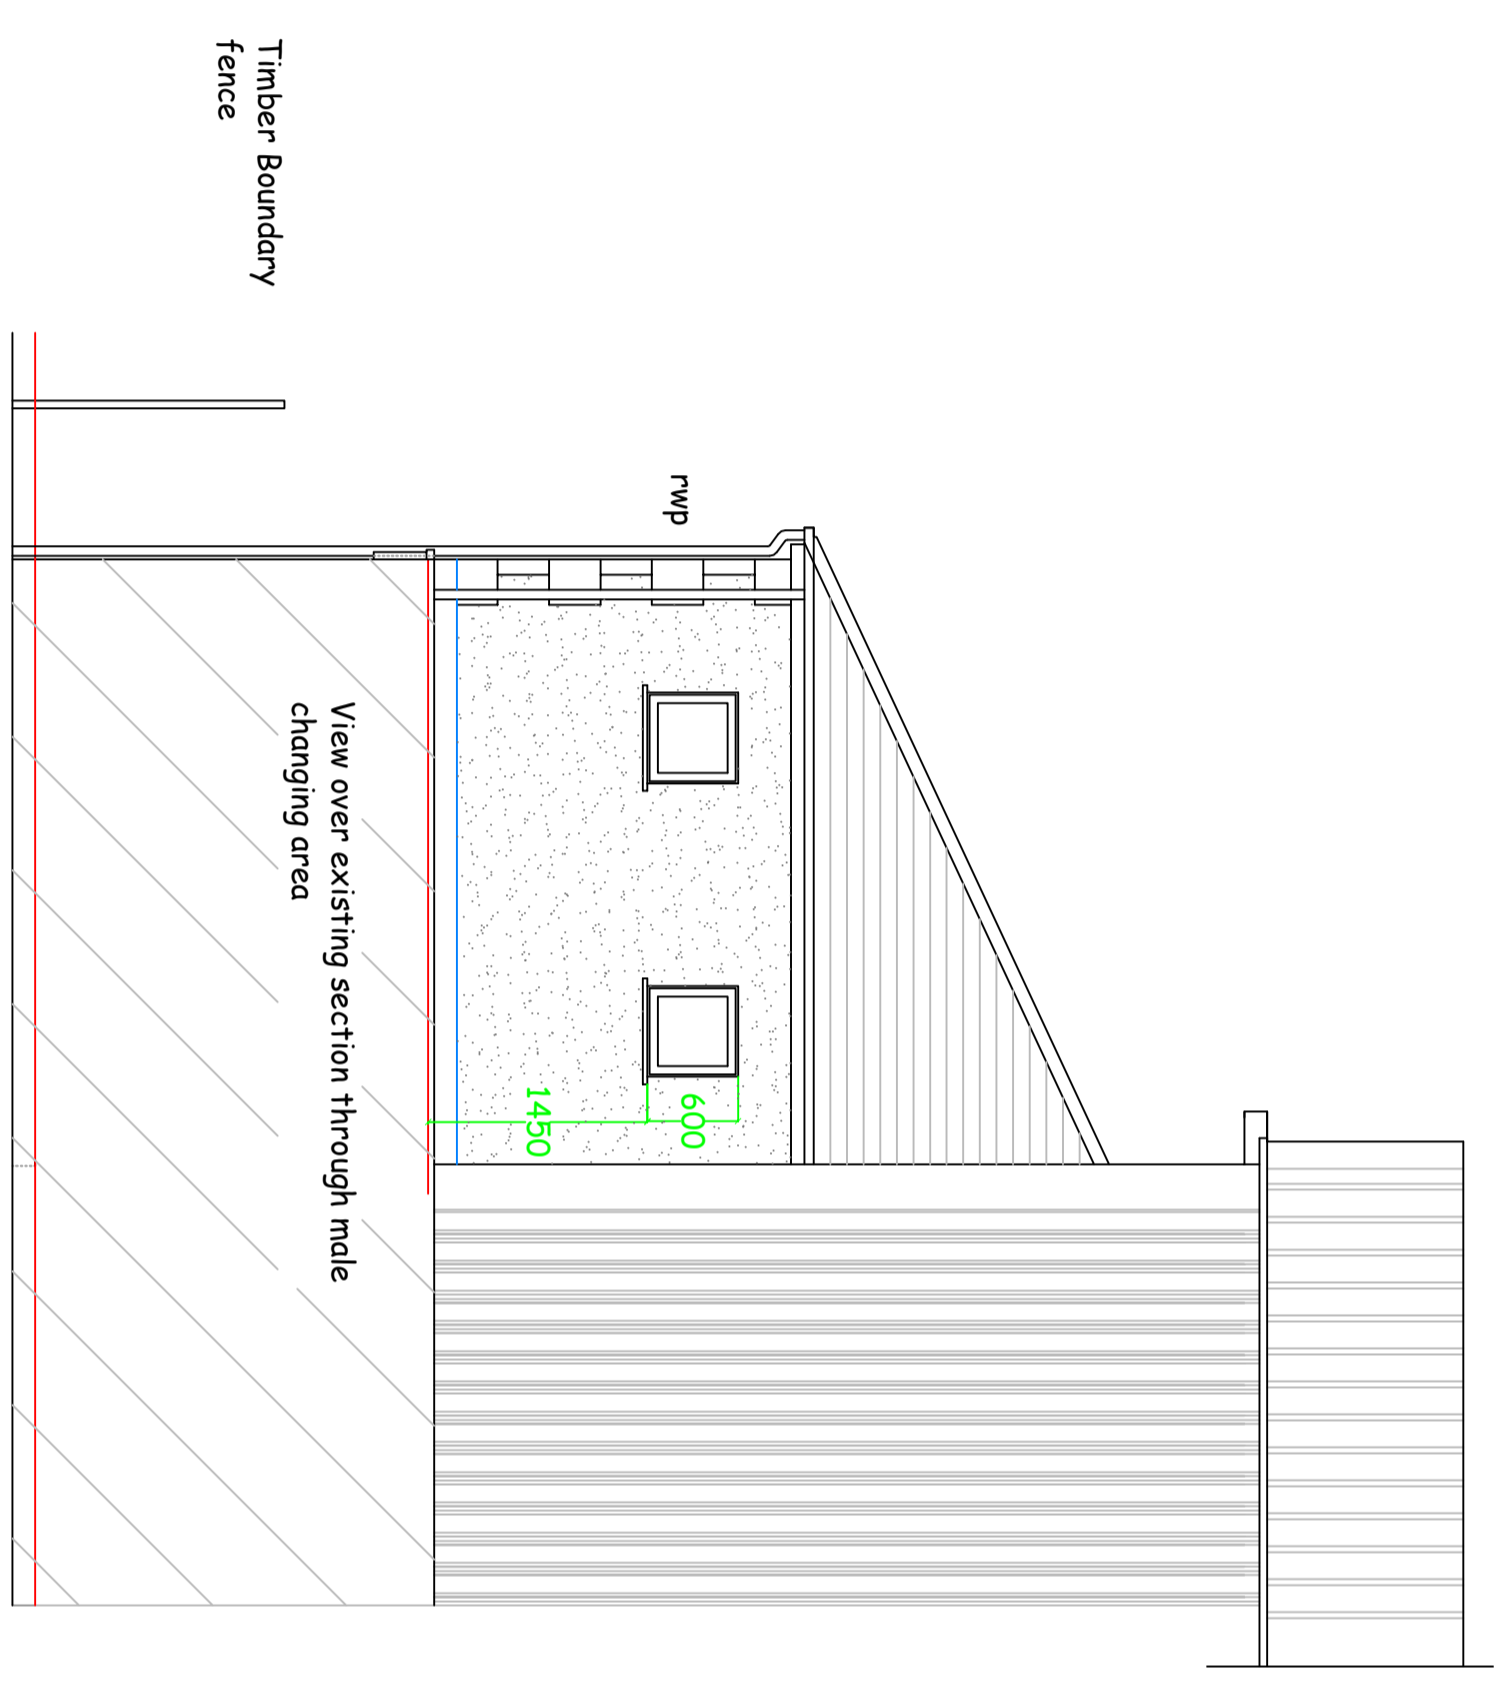 Timber Boundary
fence
rwp
View over existing section through male
changing area
1450
600